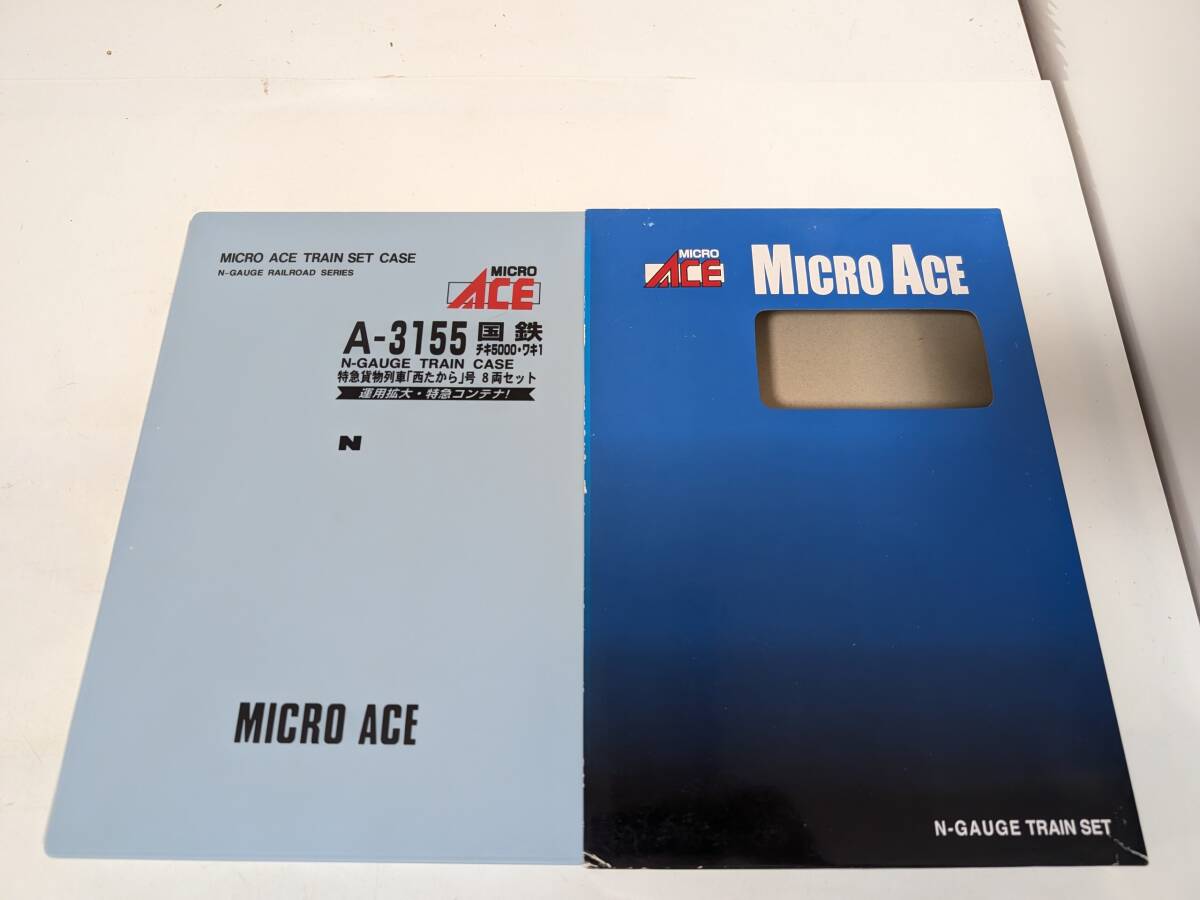 MICRO ACE TRAIN SET CASE
N-GAUGE RAILROAD SERIES
MICRO
ACE
A-3155 国鉄
チキ5000・ワキ1
N-GAUGE TRAIN CASE
特急貨物列車「西たから」号 8両セット
運用拡大・特急コンテナ!
N
MICRO ACE
MICRO
ACE
MICRO ACE
N-GAUGE TRAIN SET